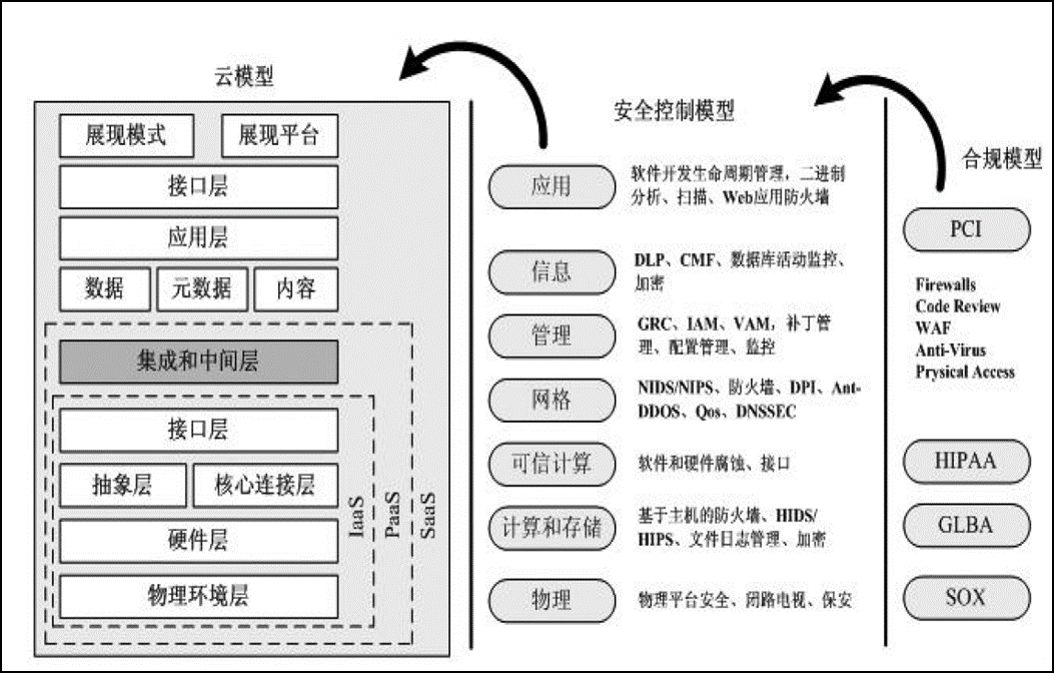 云模型
展现模式
展现平台
接口层
应用层
数据
元数据
内容
集成和中间层
接口层
抽象层
核心连接层
硬件层
物理环境层
IaaS
PaaS
SaaS
安全控制模型
应用
软件开发生命周期管理，二进制
分析、扫描、Web应用防火墙
信息
DLP、CMF、数据库活动监控、
加密
管理
GRC、IAM、VAM，补丁管
理、配置管理、监控
网格
NIDS/NIPS、防火墙、DPI、Ant-
DDOS、Qos、DNSSEC
可信计算
软件和硬件腐蚀、接口
计算和存储
基于主机的防火墙、HIDS/
HIPS、文件日志管理、加密
物理
物理平台安全、闭路电视、保安
合规模型
PCI
Firewalls
Code Review
WAF
Anti-Virus
Prysical Access
HIPAA
GLBA
SOX